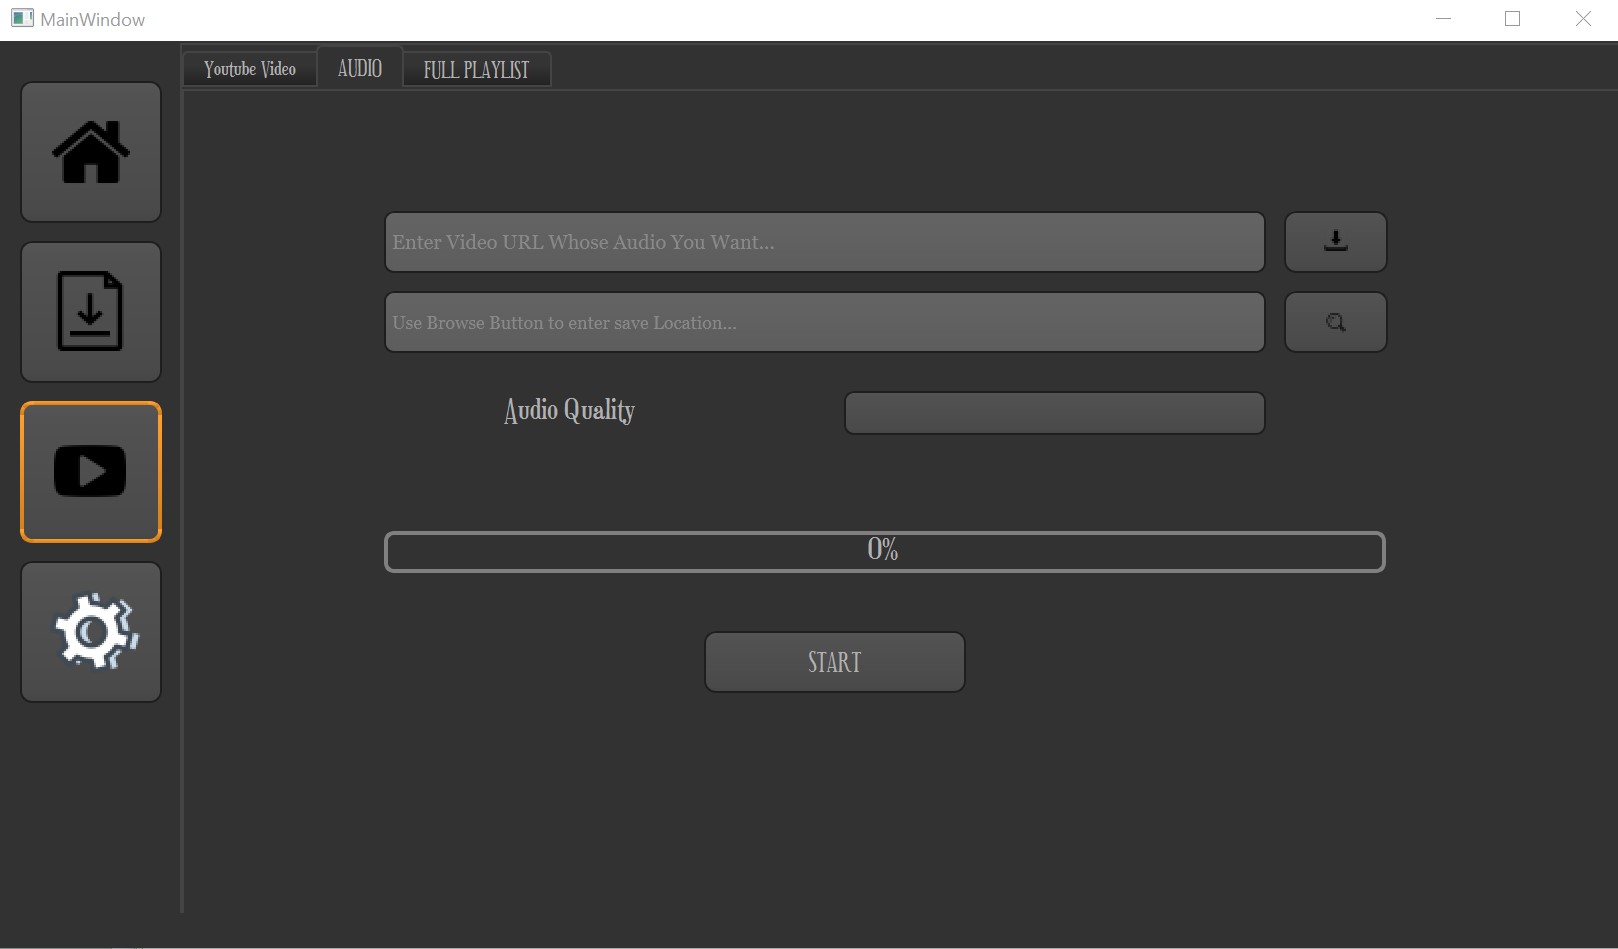 MainWindow
Youtube Video AUDIO FULL PLAYLIST
Enter Video URL Whose Audio You Want...
Use Browse Button to enter save Location...
Audio Quality
0%
START